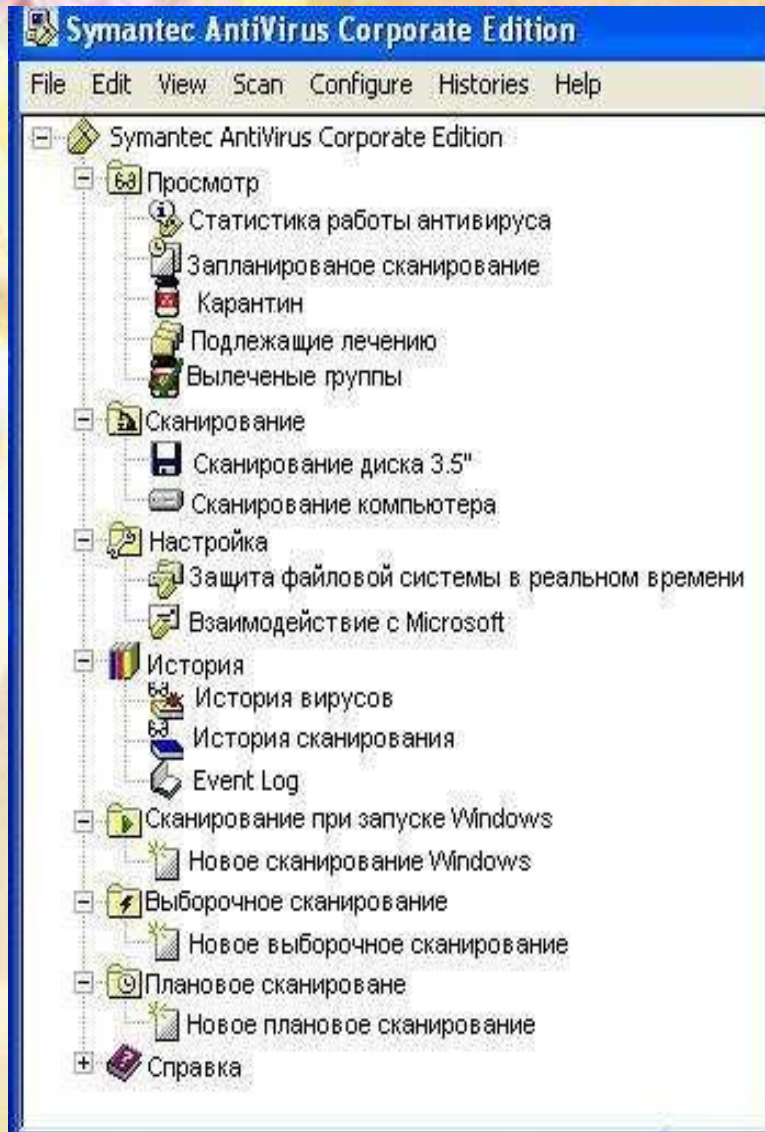 Symantec AntiVirus Corporate Edition
File Edit View Scan Configure Histories Help
Symantec AntiVirus Corporate Edition
Просмотр
Статистика работы антивируса
Запланированое сканирование
Карантин
Подлежащие лечению
Вылеченые группы
Сканирование
Сканирование диска 3.5"
Сканирование компьютера
Настройка
Защита файловой системы в реальном времени
Взаимодействие с Microsoft
История
История вирусов
История сканирования
Event Log
Сканирование при запуске Windows
Новое сканирование Windows
Выборочное сканирование
Новое выборочное сканирование
Плановое сканироване
Новое плановое сканирование
Справка